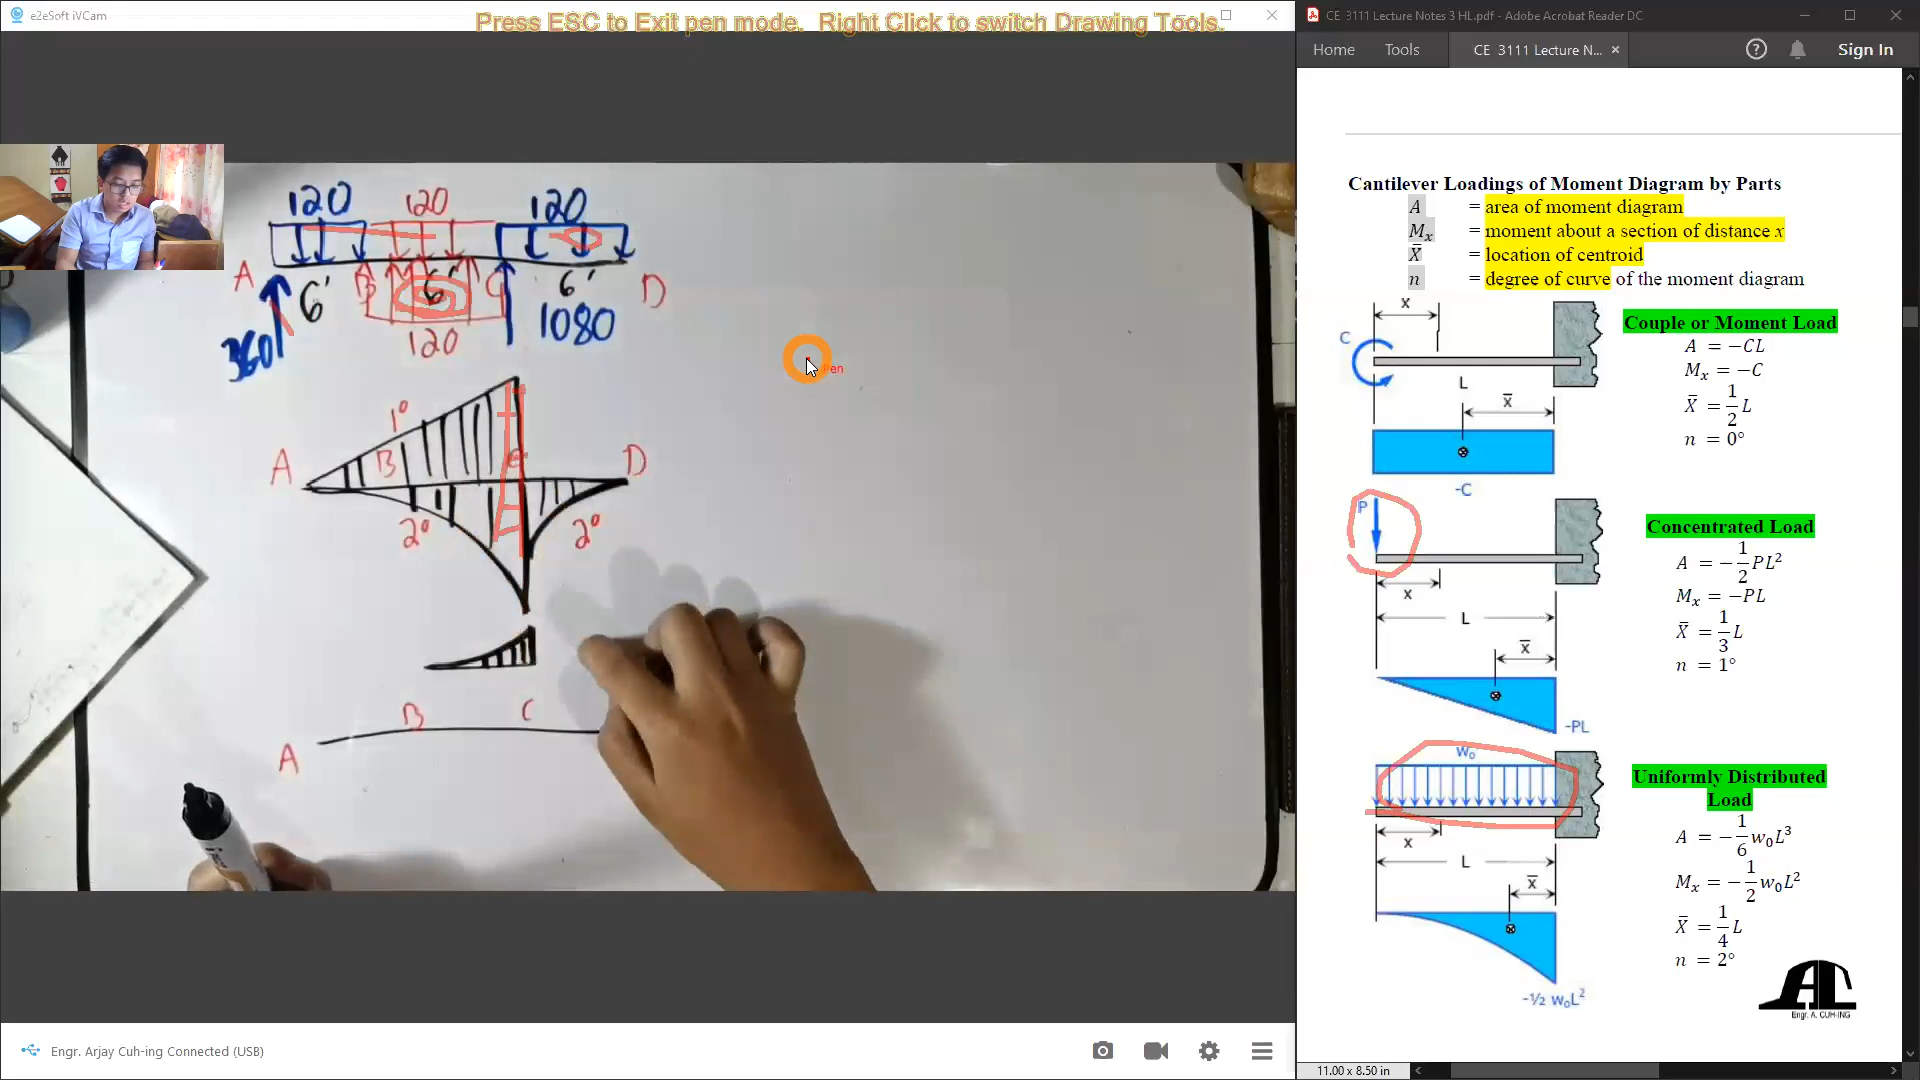 e2eSoft iVCam
Press ESC to Exit pen mode. Right Click to switch Drawing Tools.
120 120 120
A 6' B 6' C 6' D
360 120 1080
1°
A B C D
2° 2°
B C
A
Pen
Engr. Arjay Cuh-ing Connected (USB)
CE 3111 Lecture Notes 3 HL.pdf - Adobe Acrobat Reader DC
Home Tools CE 3111 Lecture N... × Sign In
Cantilever Loadings of Moment Diagram by Parts
A = area of moment diagram
Mₓ = moment about a section of distance x
X̄ = location of centroid
n = degree of curve of the moment diagram
x
C
L
x̄
-C
Couple or Moment Load
A = −CL
Mₓ = −C
X̄ = 1/2 L
n = 0°
P
x
L
x̄
-PL
Concentrated Load
A = −1/2 PL²
Mₓ = −PL
X̄ = 1/3 L
n = 1°
w₀
x
L
x̄
-½ w₀L²
Uniformly Distributed
Load
A = −1/6 w₀L³
Mₓ = −1/2 w₀L²
X̄ = 1/4 L
n = 2°
Engr. A. CUH-ING
11.00 x 8.50 in